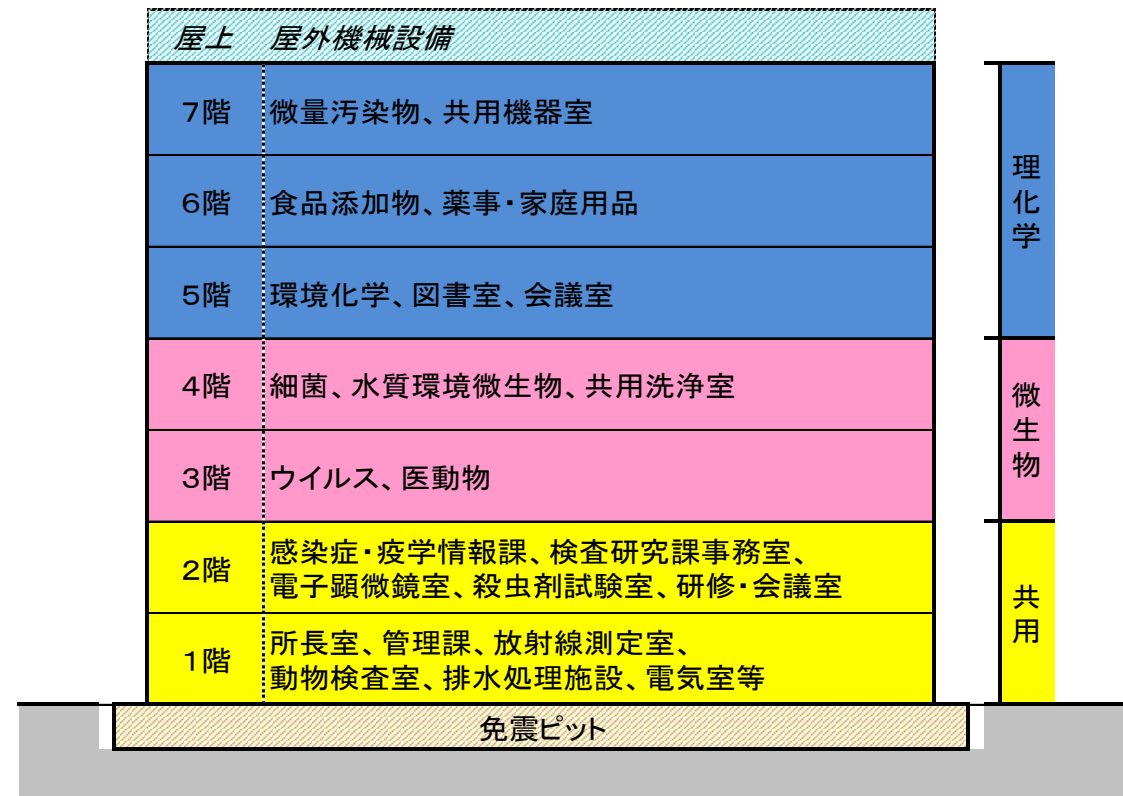 屋上 屋外機械設備
7階 微量汚染物、共用機器室
6階 食品添加物、薬事・家庭用品
5階 環境化学、図書室、会議室
理化学
4階 細菌、水質環境微生物、共用洗浄室
3階 ウイルス、医動物
微生物
2階 感染症・疫学情報課、検査研究課事務室、
電子顕微鏡室、殺虫剤試験室、研修・会議室
1階 所長室、管理課、放射線測定室、
動物検査室、排水処理施設、電気室等
共用
免震ピット